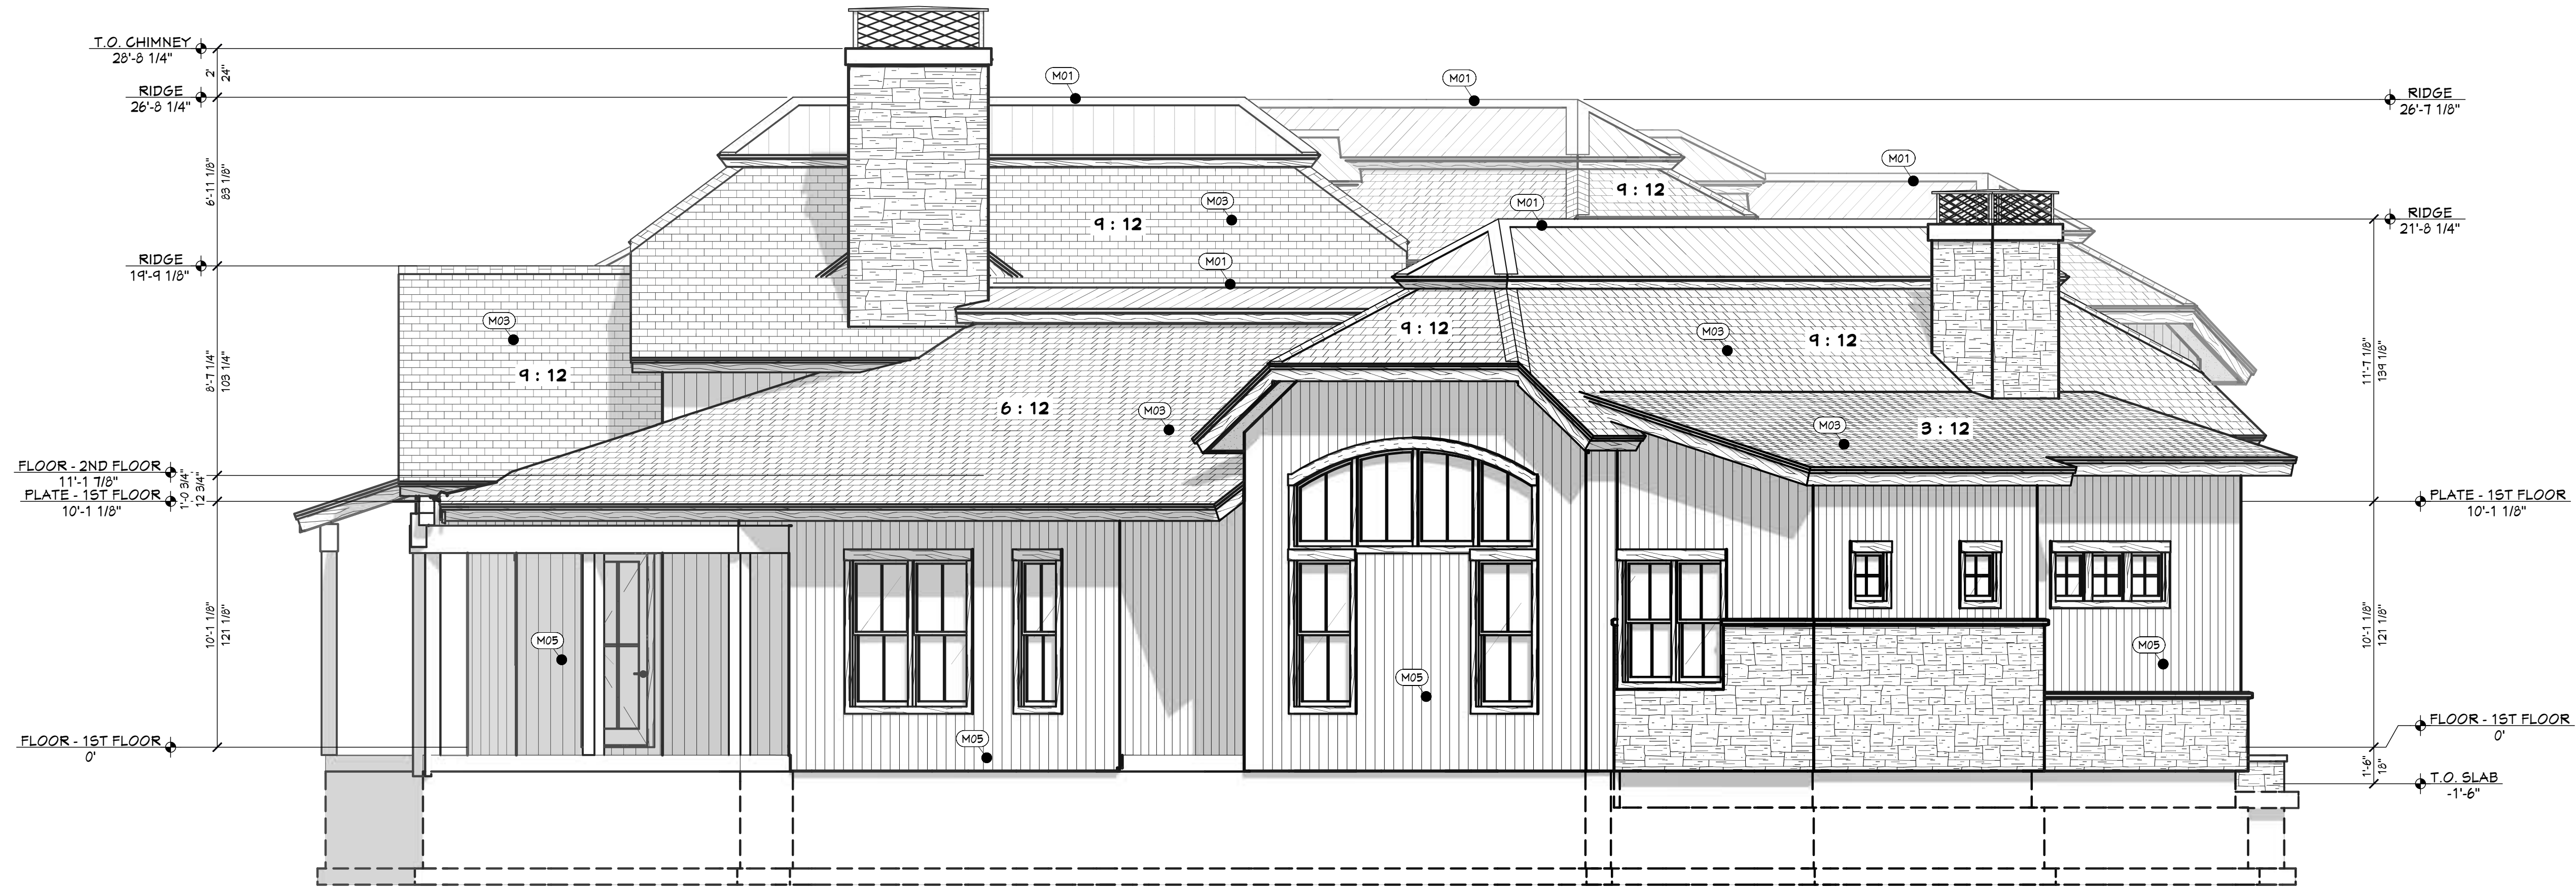 T.O. CHIMNEY
28'-8 1/4"
2'
24"
RIDGE
26'-8 1/4"
6'-11 1/8"
83 1/8"
RIDGE
19'-9 1/8"
8'-7 1/4"
103 1/4"
FLOOR - 2ND FLOOR
11'-1 7/8"
1'-0 3/4"
12 3/4"
PLATE - 1ST FLOOR
10'-1 1/8"
10'-1 1/8"
121 1/8"
FLOOR - 1ST FLOOR
0'
M01
M01
M01
M03
M01
M01
9 : 12
9 : 12
M03
9 : 12
9 : 12
M03
9 : 12
6 : 12
M03
M03
3 : 12
M05
M05
M05
M05
RIDGE
26'-7 1/8"
RIDGE
21'-8 1/4"
11'-7 1/8"
139 1/8"
PLATE - 1ST FLOOR
10'-1 1/8"
10'-1 1/8"
121 1/8"
FLOOR - 1ST FLOOR
0'
1'-6"
18"
T.O. SLAB
-1'-6"